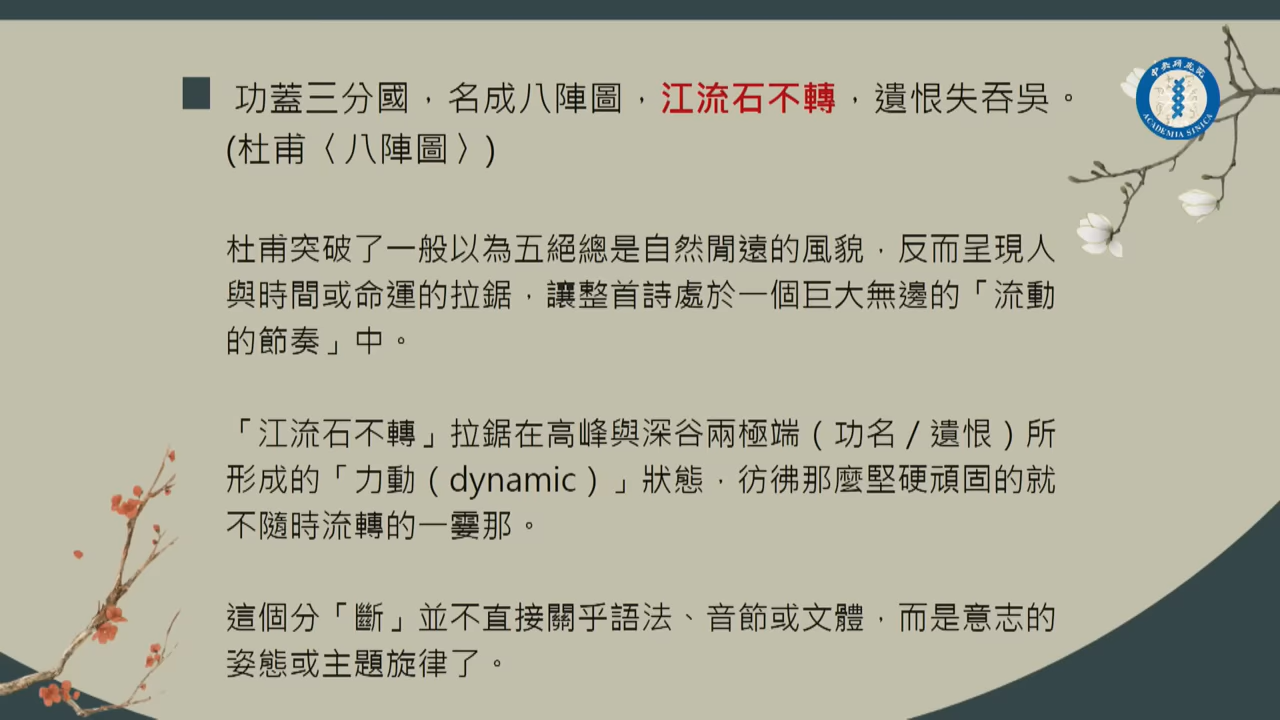 功蓋三分國，名成八陣圖，江流石不轉，遺恨失吞吳。
(杜甫〈八陣圖〉)
杜甫突破了一般以為五絕總是自然閒遠的風貌，反而呈現人
與時間或命運的拉鋸，讓整首詩處於一個巨大無邊的「流動
的節奏」中。
「江流石不轉」拉鋸在高峰與深谷兩極端（功名／遺恨）所
形成的「力動（dynamic）」狀態，彷彿那麼堅硬頑固的就
不隨時流轉的一霎那。
這個分「斷」並不直接關乎語法、音節或文體，而是意志的
姿態或主題旋律了。
中央研究院
ACADEMIA SINICA